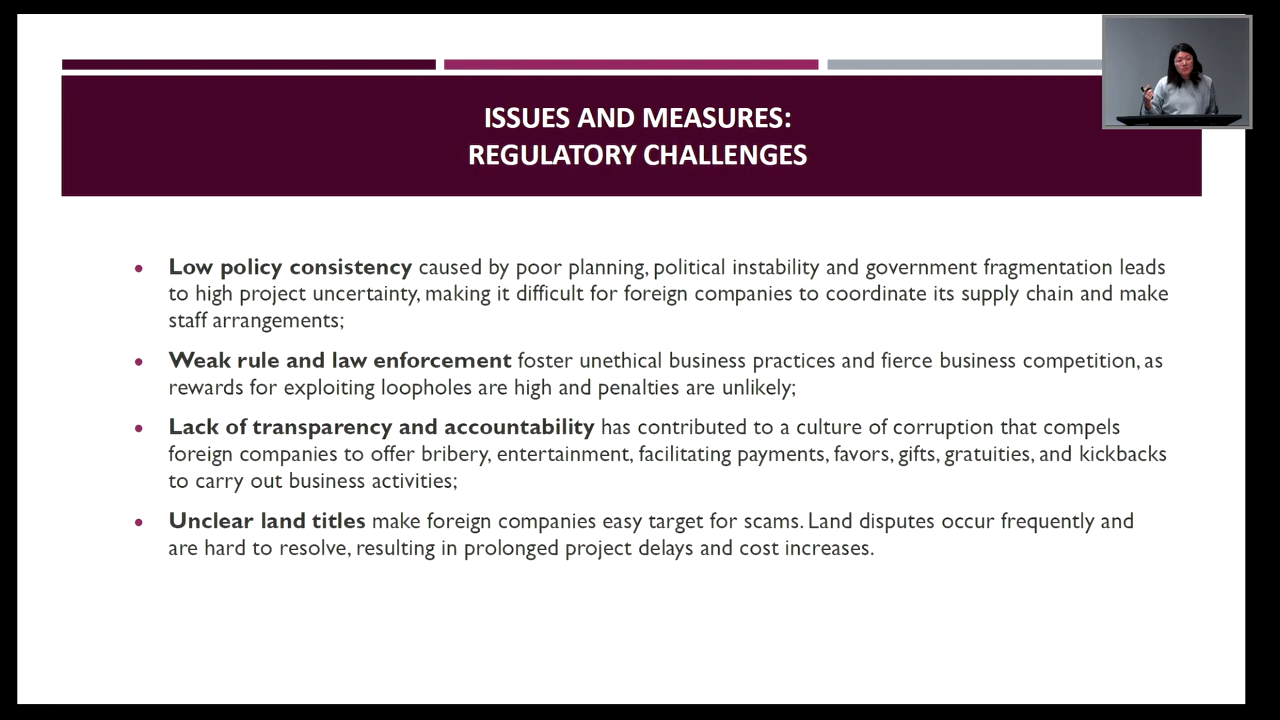 ISSUES AND MEASURES:
REGULATORY CHALLENGES
• Low policy consistency caused by poor planning, political instability and government fragmentation leads
to high project uncertainty, making it difficult for foreign companies to coordinate its supply chain and make
staff arrangements;
• Weak rule and law enforcement foster unethical business practices and fierce business competition, as
rewards for exploiting loopholes are high and penalties are unlikely;
• Lack of transparency and accountability has contributed to a culture of corruption that compels
foreign companies to offer bribery, entertainment, facilitating payments, favors, gifts, gratuities, and kickbacks
to carry out business activities;
• Unclear land titles make foreign companies easy target for scams. Land disputes occur frequently and
are hard to resolve, resulting in prolonged project delays and cost increases.